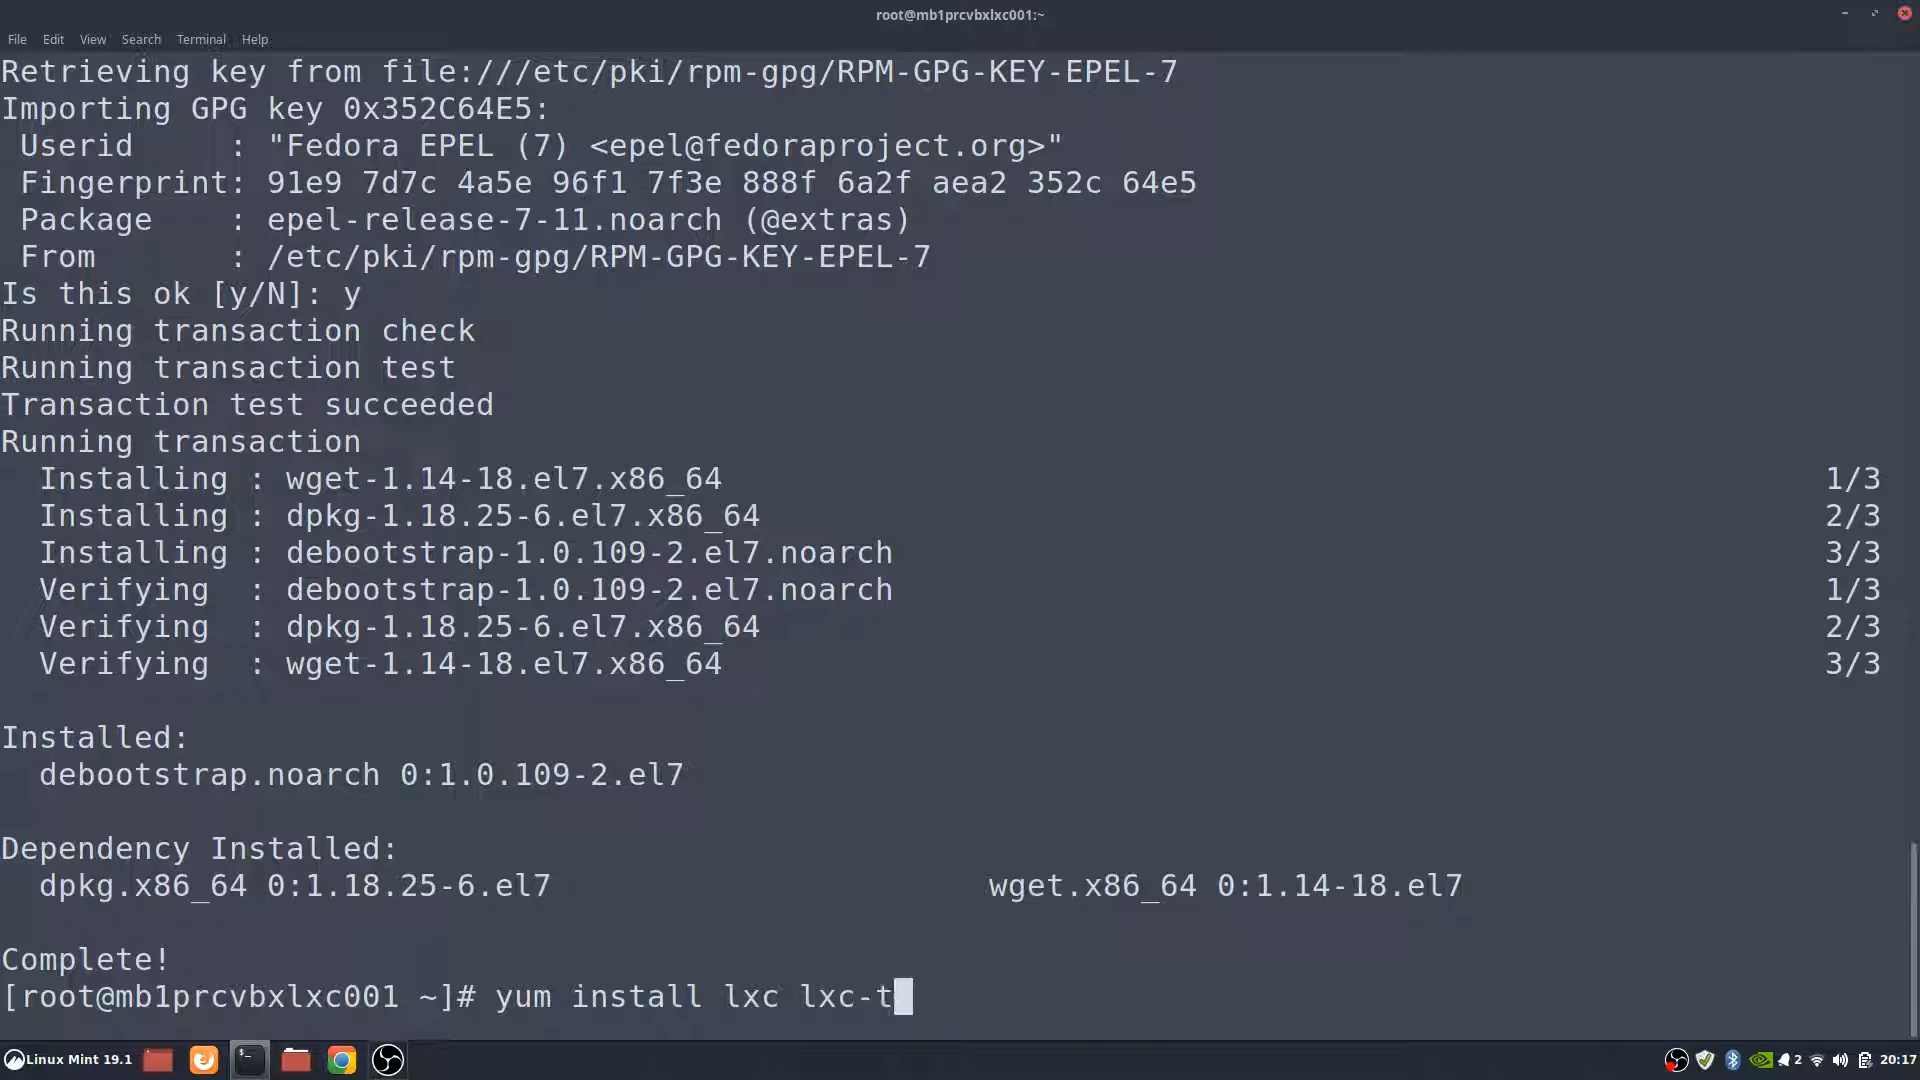 root@mb1prcvbxlxc001:~
File Edit View Search Terminal Help
Retrieving key from file:///etc/pki/rpm-gpg/RPM-GPG-KEY-EPEL-7
Importing GPG key 0x352C64E5:
 Userid     : "Fedora EPEL (7) <epel@fedoraproject.org>"
 Fingerprint: 91e9 7d7c 4a5e 96f1 7f3e 888f 6a2f aea2 352c 64e5
 Package    : epel-release-7-11.noarch (@extras)
 From       : /etc/pki/rpm-gpg/RPM-GPG-KEY-EPEL-7
Is this ok [y/N]: y
Running transaction check
Running transaction test
Transaction test succeeded
Running transaction
  Installing : wget-1.14-18.el7.x86_64 1/3
  Installing : dpkg-1.18.25-6.el7.x86_64 2/3
  Installing : debootstrap-1.0.109-2.el7.noarch 3/3
  Verifying  : debootstrap-1.0.109-2.el7.noarch 1/3
  Verifying  : dpkg-1.18.25-6.el7.x86_64 2/3
  Verifying  : wget-1.14-18.el7.x86_64 3/3
Installed:
  debootstrap.noarch 0:1.0.109-2.el7
Dependency Installed:
  dpkg.x86_64 0:1.18.25-6.el7 wget.x86_64 0:1.14-18.el7
Complete!
[root@mb1prcvbxlxc001 ~]# yum install lxc lxc-t
Linux Mint 19.1 2 20:17